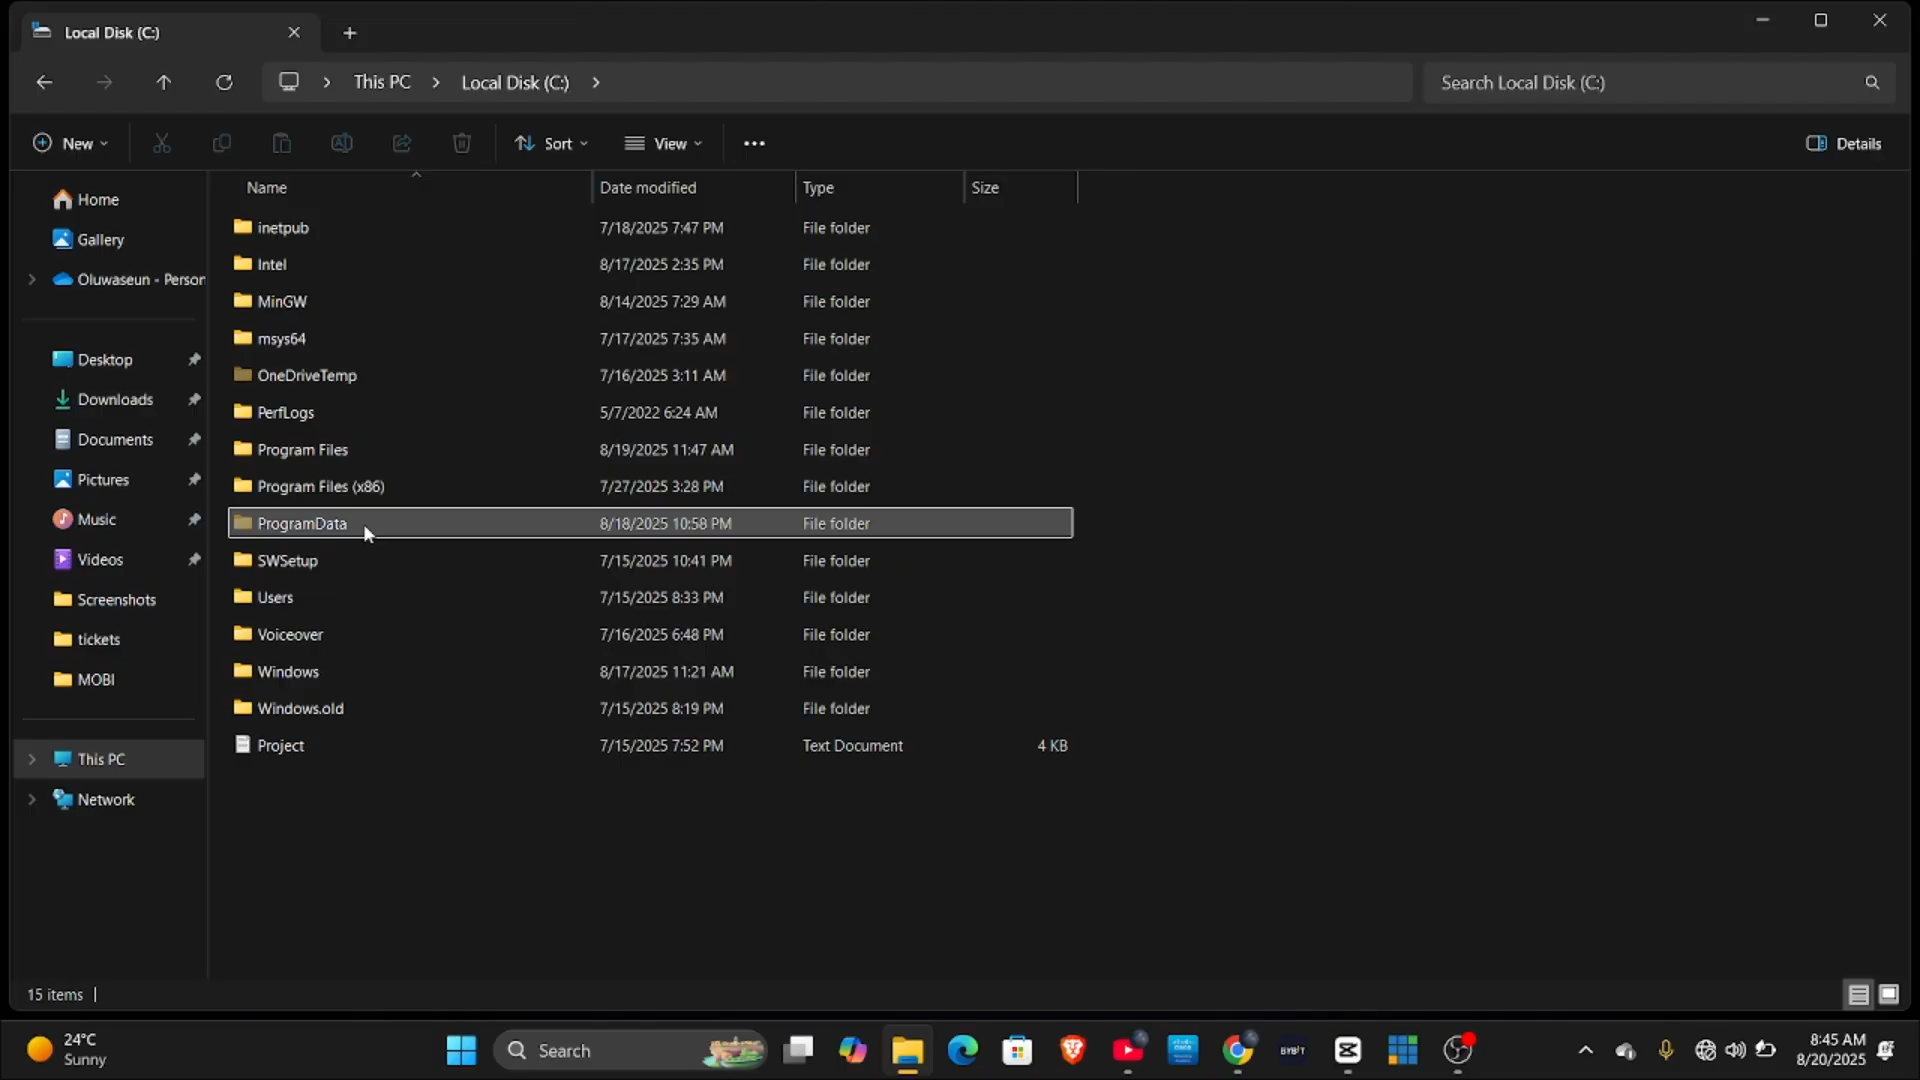 Local Disk (C:)
This PC > Local Disk (C:) >
Search Local Disk (C:)
New
Sort
View
Details
Name Date modified Type Size
Home
Gallery
Oluwaseun - Person
Desktop
Downloads
Documents
Pictures
Music
Videos
Screenshots
tickets
MOBI
This PC
Network
inetpub 7/18/2025 7:47 PM File folder
Intel 8/17/2025 2:35 PM File folder
MinGW 8/14/2025 7:29 AM File folder
msys64 7/17/2025 7:35 AM File folder
OneDriveTemp 7/16/2025 3:11 AM File folder
PerfLogs 5/7/2022 6:24 AM File folder
Program Files 8/19/2025 11:47 AM File folder
Program Files (x86) 7/27/2025 3:28 PM File folder
ProgramData 8/18/2025 10:58 PM File folder
SWSetup 7/15/2025 10:41 PM File folder
Users 7/15/2025 8:33 PM File folder
Voiceover 7/16/2025 6:48 PM File folder
Windows 8/17/2025 11:21 AM File folder
Windows.old 7/15/2025 8:19 PM File folder
Project 7/15/2025 7:52 PM Text Document 4 KB
15 items
24°C
Sunny
Search
BYBIT
8:45 AM
8/20/2025